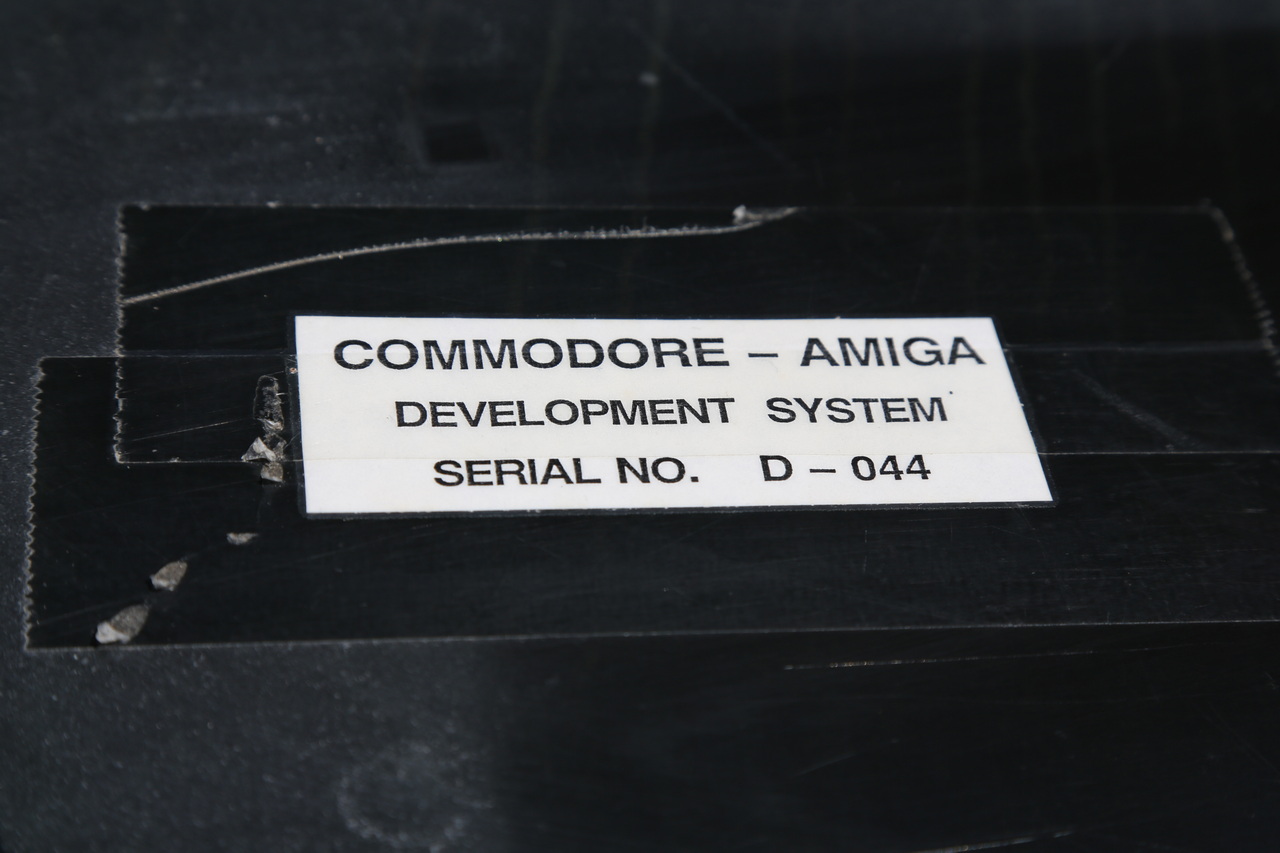 COMMODORE – AMIGA
DEVELOPMENT SYSTEM
SERIAL NO. D – 044